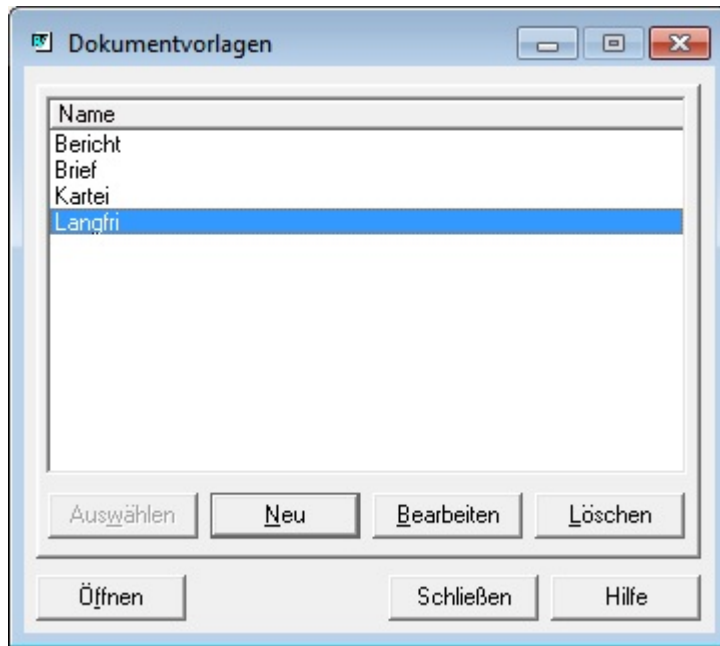 Dokumentvorlagen
Name
Bericht
Brief
Kartei
Langfri
Auswählen Neu Bearbeiten Löschen
Öffnen Schließen Hilfe